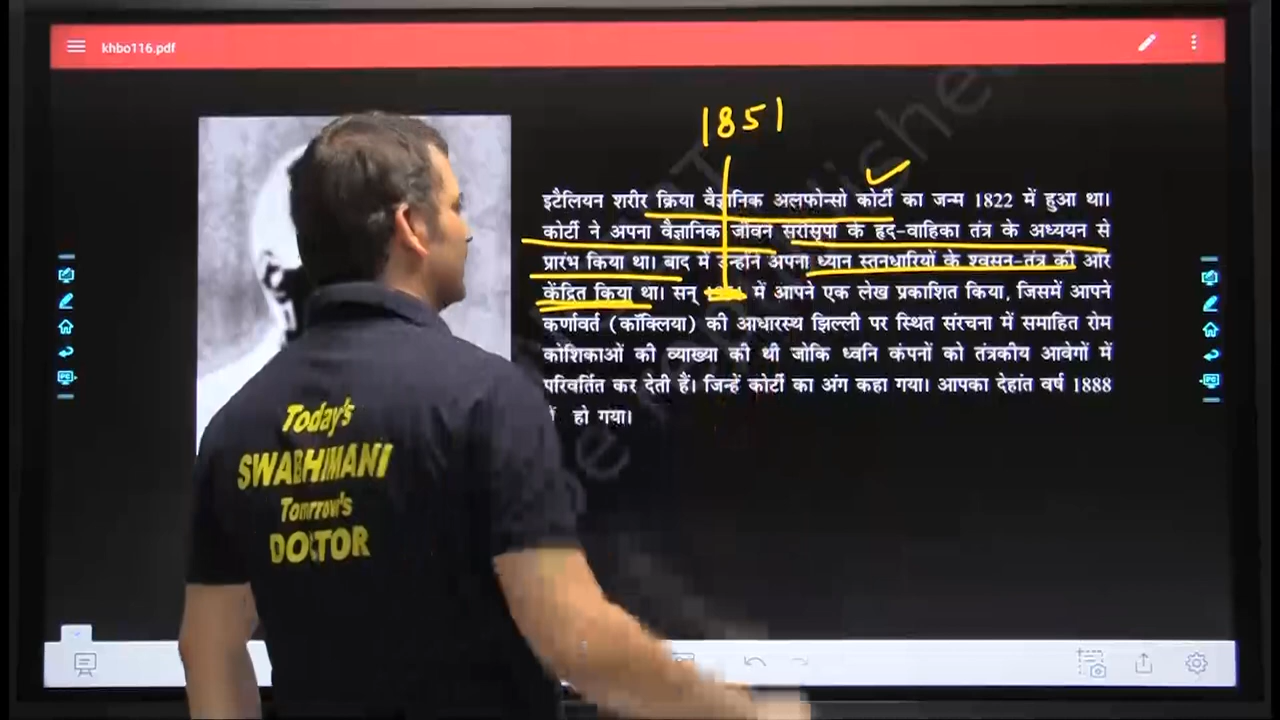 khbo116.pdf
1851
इटैलियन शरीर क्रिया वैज्ञानिक अलफोन्सो कोर्टी का जन्म 1822 में हुआ था।
कोर्टी ने अपना वैज्ञानिक जीवन सरीसृपों के हृद-वाहिका तंत्र के अध्ययन से
प्रारंभ किया था। बाद में उन्होंने अपना ध्यान स्तनधारियों के श्वसन-तंत्र की ओर
केंद्रित किया था। सन् में आपने एक लेख प्रकाशित किया, जिसमें आपने
कर्णावर्त (कॉक्लिया) की आधारस्थ झिल्ली पर स्थित संरचना में समाहित रोम
कोशिकाओं की व्याख्या की थी जोकि ध्वनि कंपनों को तंत्रकीय आवेगों में
परिवर्तित कर देती हैं। जिन्हें कोर्टी का अंग कहा गया। आपका देहांत वर्ष 1888
हो गया।
Today's
SWABHIMANI
Tomrrow's
DOCTOR